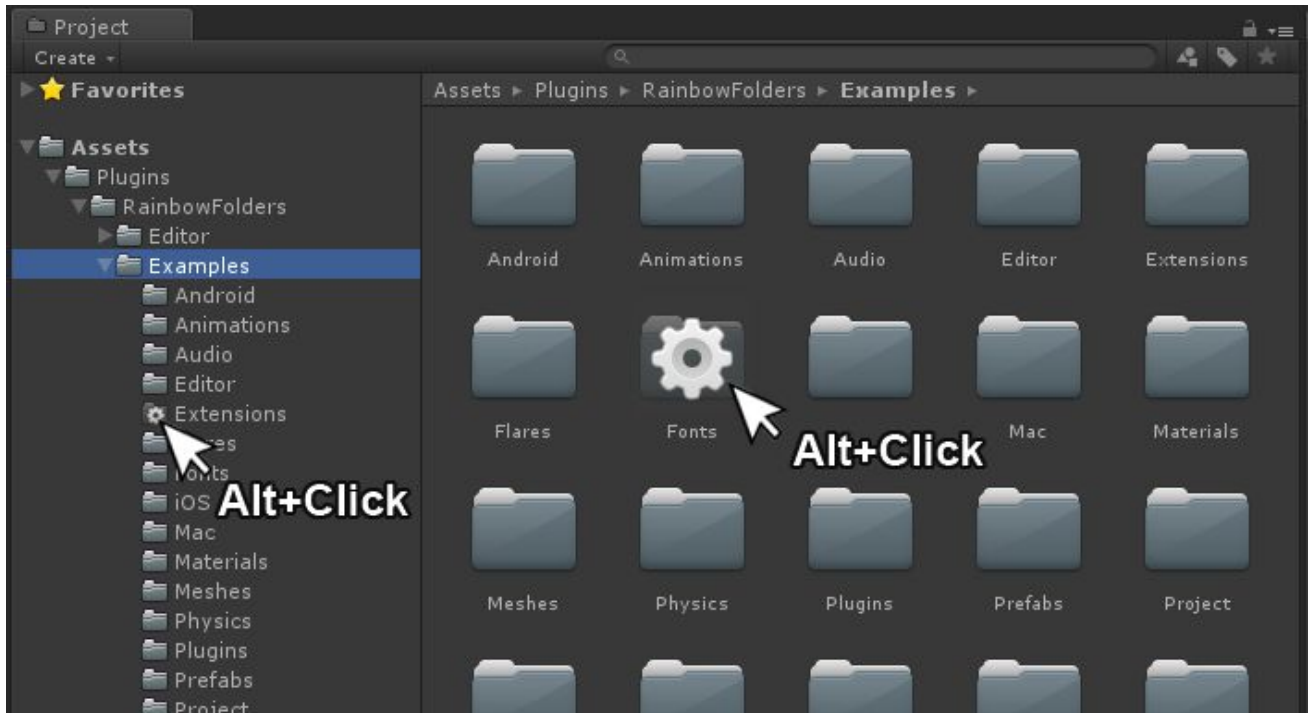 Project
Create
Favorites
Assets
Plugins
RainbowFolders
Editor
Examples
Android
Animations
Audio
Editor
Extensions
Fonts
iOS
Mac
Materials
Meshes
Physics
Plugins
Prefabs
Project
Alt+Click
Assets ▸ Plugins ▸ RainbowFolders ▸ Examples ▸
Android Animations Audio Editor Extensions
Flares Fonts Mac Materials
Alt+Click
Meshes Physics Plugins Prefabs Project